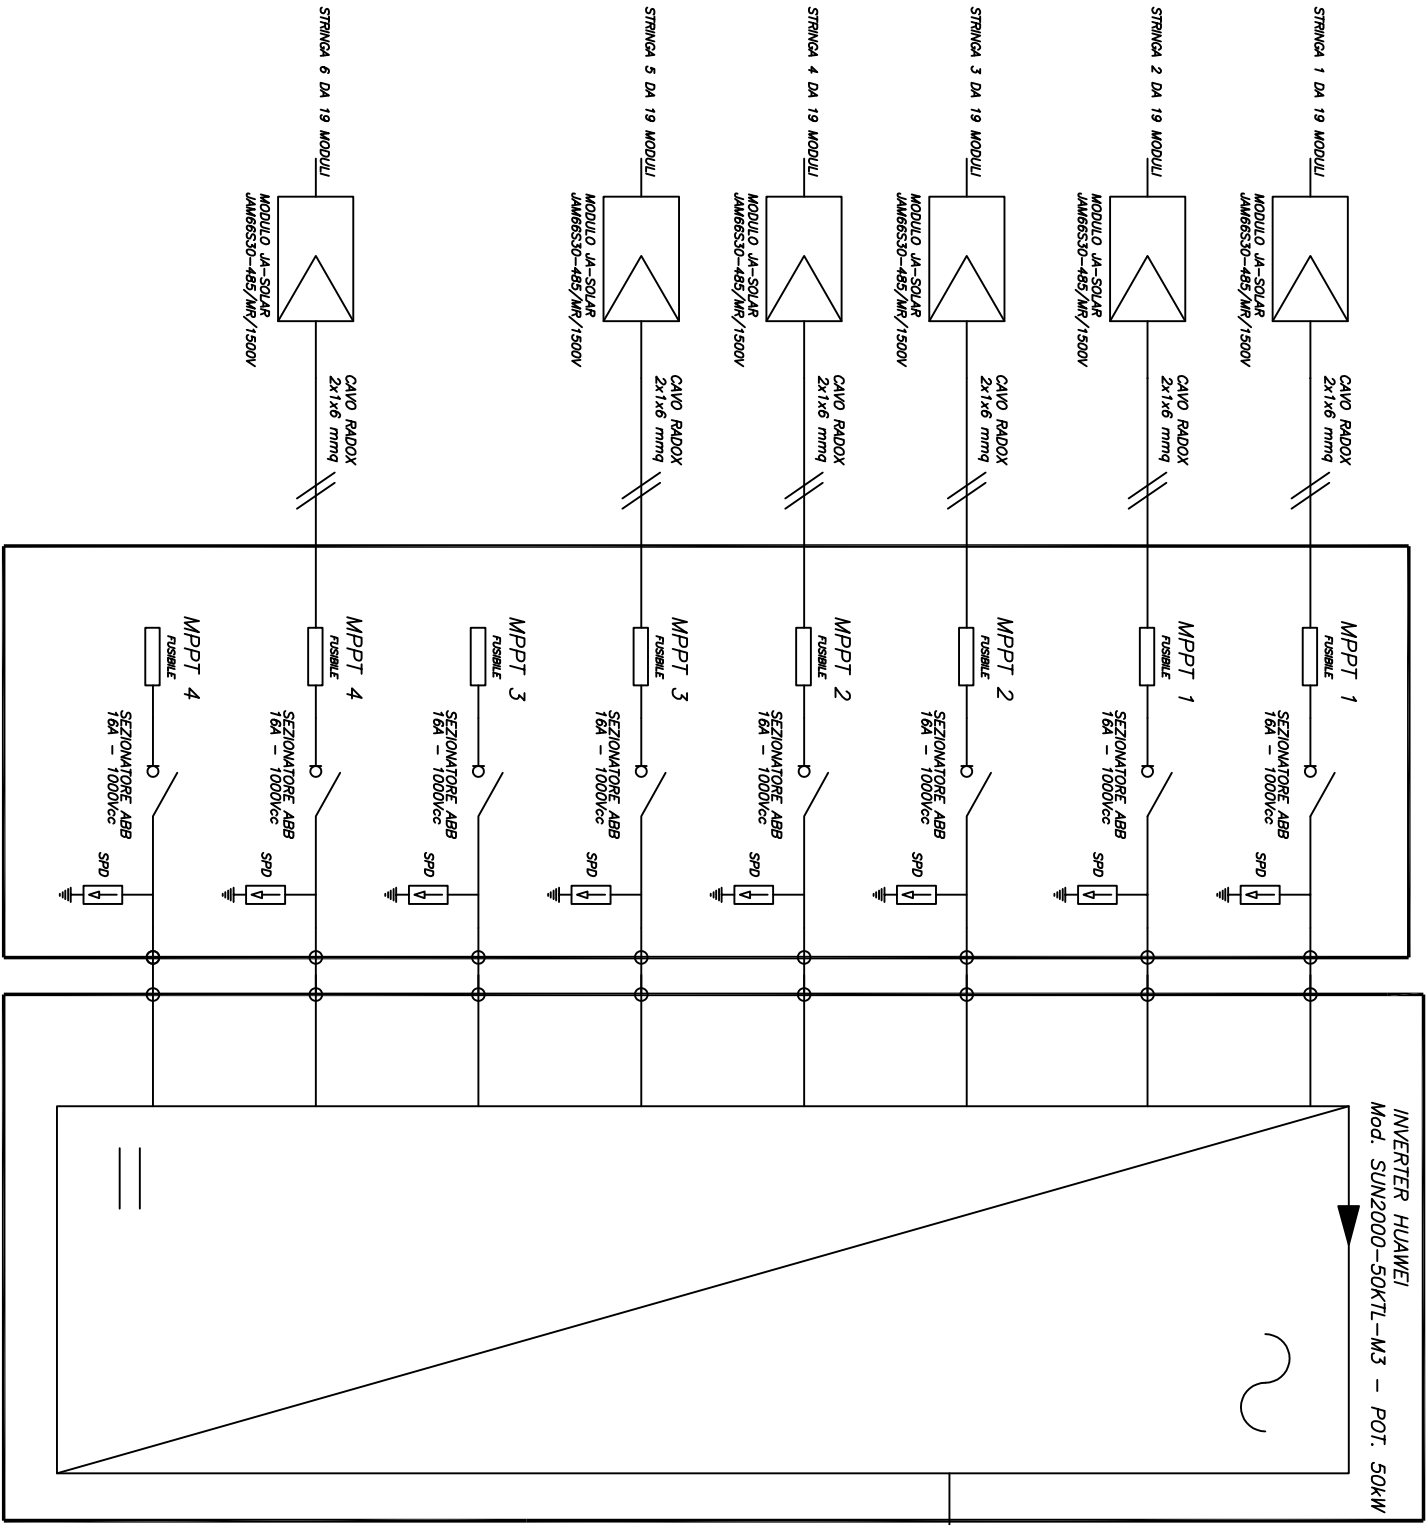 STRINGA 1 DA 19 MODULI
MODULO JA-SOLAR
JAM66S30-485/MR/1500V
CAVO RADOX
2x1x6 mmq
MPPT 1
FUSIBILE
SEZIONATORE ABB
16A - 1000Vcc
SPD
STRINGA 2 DA 19 MODULI
MODULO JA-SOLAR
JAM66S30-485/MR/1500V
CAVO RADOX
2x1x6 mmq
MPPT 1
FUSIBILE
SEZIONATORE ABB
16A - 1000Vcc
SPD
STRINGA 3 DA 19 MODULI
MODULO JA-SOLAR
JAM66S30-485/MR/1500V
CAVO RADOX
2x1x6 mmq
MPPT 2
FUSIBILE
SEZIONATORE ABB
16A - 1000Vcc
SPD
STRINGA 4 DA 19 MODULI
MODULO JA-SOLAR
JAM66S30-485/MR/1500V
CAVO RADOX
2x1x6 mmq
MPPT 2
FUSIBILE
SEZIONATORE ABB
16A - 1000Vcc
SPD
STRINGA 5 DA 19 MODULI
MODULO JA-SOLAR
JAM66S30-485/MR/1500V
CAVO RADOX
2x1x6 mmq
MPPT 3
FUSIBILE
SEZIONATORE ABB
16A - 1000Vcc
SPD
MPPT 3
FUSIBILE
SEZIONATORE ABB
16A - 1000Vcc
SPD
STRINGA 6 DA 19 MODULI
MODULO JA-SOLAR
JAM66S30-485/MR/1500V
CAVO RADOX
2x1x6 mmq
MPPT 4
FUSIBILE
SEZIONATORE ABB
16A - 1000Vcc
SPD
MPPT 4
FUSIBILE
SEZIONATORE ABB
16A - 1000Vcc
SPD
INVERTER HUAWEI
Mod. SUN2000-50KTL-M3 - POT. 50kW